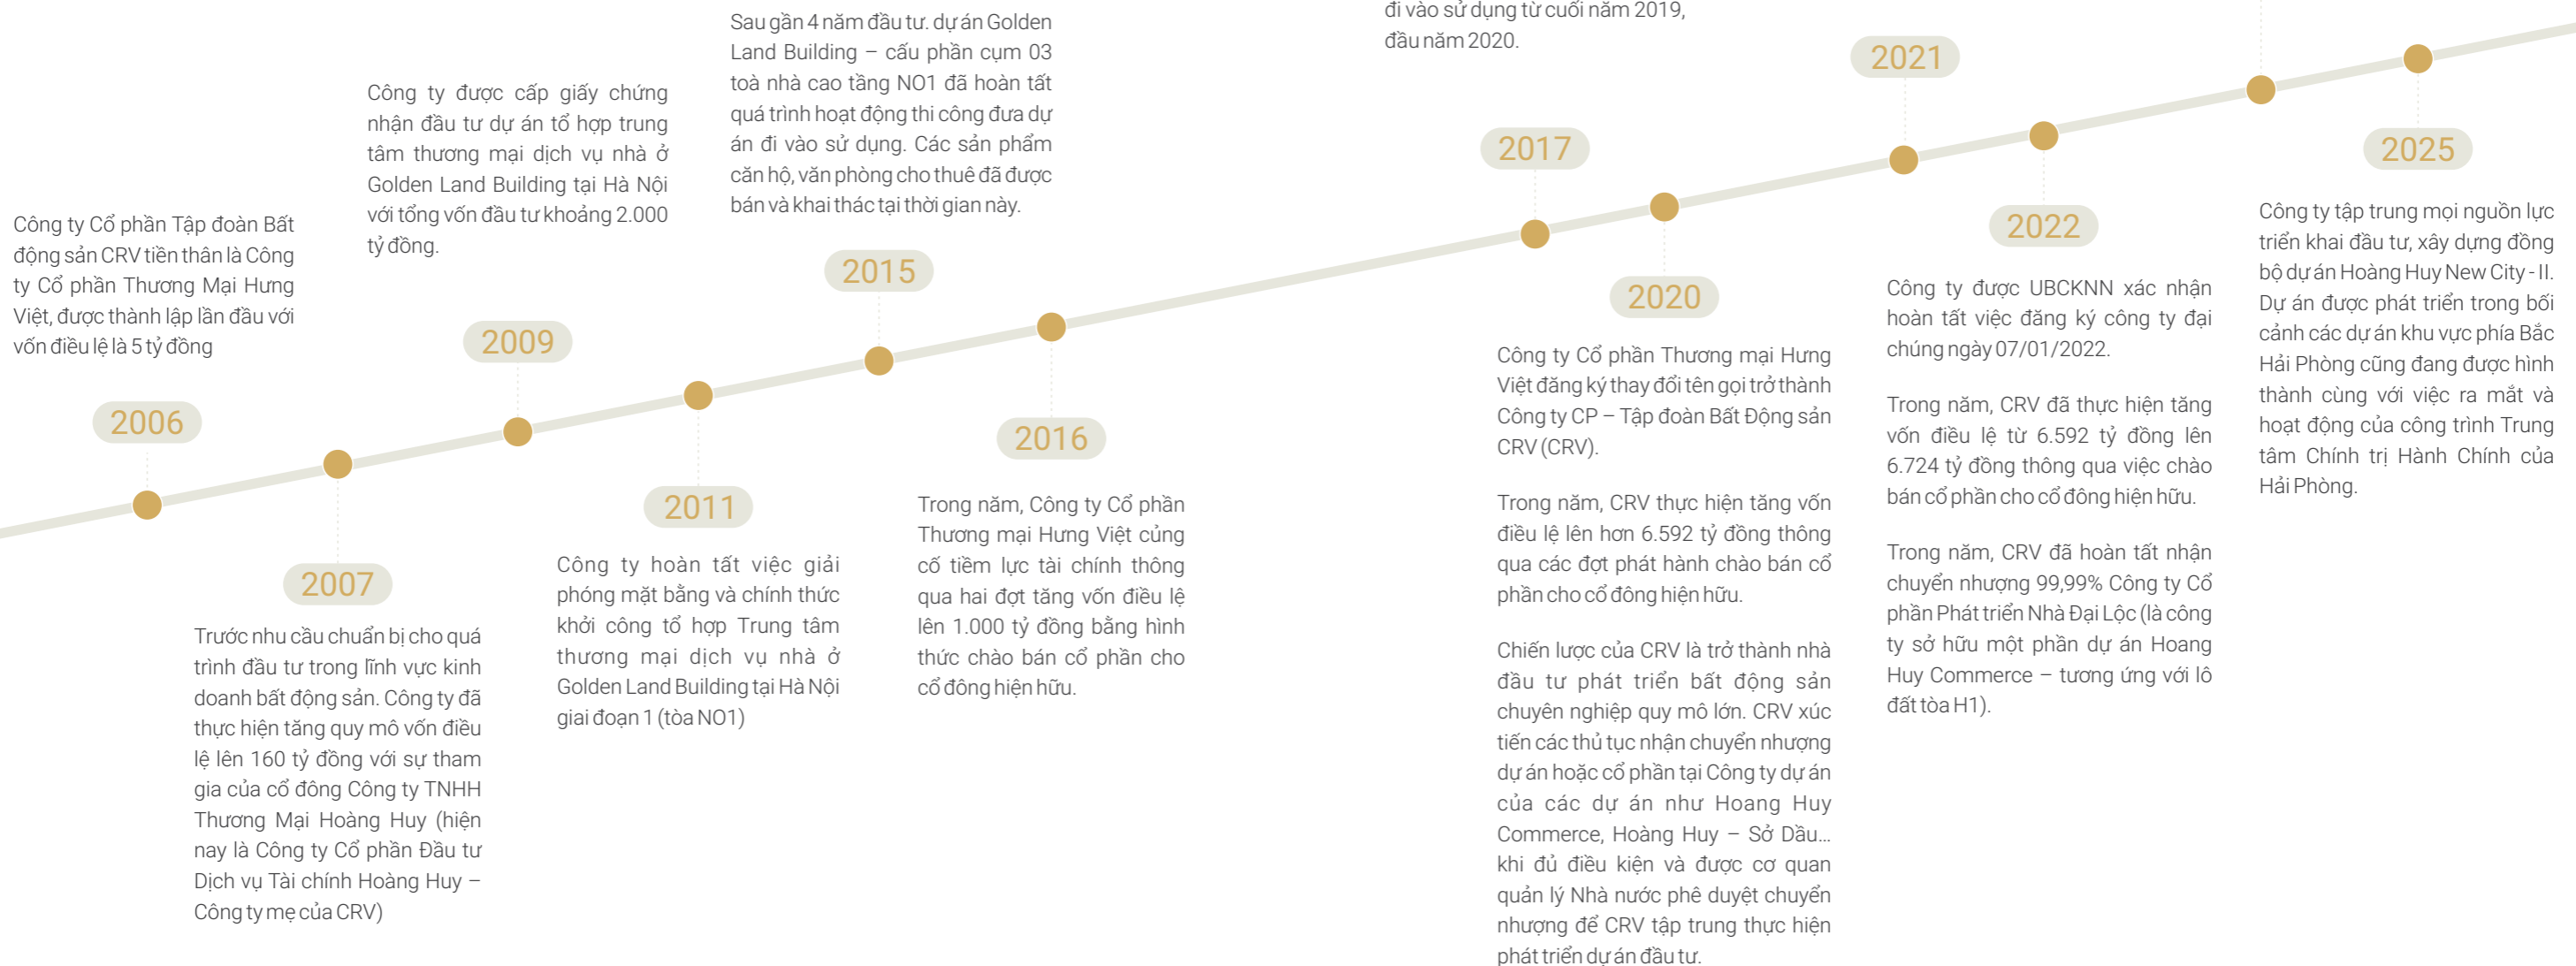 Công ty Cổ phần Tập đoàn Bất
động sản CRV tiền thân là Công
ty Cổ phần Thương Mại Hưng
Việt, được thành lập lần đầu với
vốn điều lệ là 5 tỷ đồng
2006
2007
Trước nhu cầu chuẩn bị cho quá
trình đầu tư trong lĩnh vực kinh
doanh bất động sản. Công ty đã
thực hiện tăng quy mô vốn điều
lệ lên 160 tỷ đồng với sự tham
gia của cổ đông Công ty TNHH
Thương Mại Hoàng Huy (hiện
nay là Công ty Cổ phần Đầu tư
Dịch vụ Tài chính Hoàng Huy –
Công ty mẹ của CRV)
Công ty được cấp giấy chứng
nhận đầu tư dự án tổ hợp trung
tâm thương mại dịch vụ nhà ở
Golden Land Building tại Hà Nội
với tổng vốn đầu tư khoảng 2.000
tỷ đồng.
2009
2011
Công ty hoàn tất việc giải
phóng mặt bằng và chính thức
khởi công tổ hợp Trung tâm
thương mại dịch vụ nhà ở
Golden Land Building tại Hà Nội
giai đoạn 1 (tòa NO1)
Sau gần 4 năm đầu tư. dự án Golden
Land Building – cấu phần cụm 03
toà nhà cao tầng NO1 đã hoàn tất
quá trình hoạt động thi công đưa dự
án đi vào sử dụng. Các sản phẩm
căn hộ, văn phòng cho thuê đã được
bán và khai thác tại thời gian này.
2015
2016
Trong năm, Công ty Cổ phần
Thương mại Hưng Việt củng
cố tiềm lực tài chính thông
qua hai đợt tăng vốn điều lệ
lên 1.000 tỷ đồng bằng hình
thức chào bán cổ phần cho
cổ đông hiện hữu.
đi vào sử dụng từ cuối năm 2019,
đầu năm 2020.
2017
2020
Công ty Cổ phần Thương mại Hưng
Việt đăng ký thay đổi tên gọi trở thành
Công ty CP – Tập đoàn Bất Động sản
CRV (CRV).
Trong năm, CRV thực hiện tăng vốn
điều lệ lên hơn 6.592 tỷ đồng thông
qua các đợt phát hành chào bán cổ
phần cho cổ đông hiện hữu.
Chiến lược của CRV là trở thành nhà
đầu tư phát triển bất động sản
chuyên nghiệp quy mô lớn. CRV xúc
tiến các thủ tục nhận chuyển nhượng
dự án hoặc cổ phần tại Công ty dự án
của các dự án như Hoang Huy
Commerce, Hoàng Huy – Sở Dầu...
khi đủ điều kiện và được cơ quan
quản lý Nhà nước phê duyệt chuyển
nhượng để CRV tập trung thực hiện
phát triển dự án đầu tư.
2021
2022
Công ty được UBCKNN xác nhận
hoàn tất việc đăng ký công ty đại
chúng ngày 07/01/2022.
Trong năm, CRV đã thực hiện tăng
vốn điều lệ từ 6.592 tỷ đồng lên
6.724 tỷ đồng thông qua việc chào
bán cổ phần cho cổ đông hiện hữu.
Trong năm, CRV đã hoàn tất nhận
chuyển nhượng 99,99% Công ty Cổ
phần Phát triển Nhà Đại Lộc (là công
ty sở hữu một phần dự án Hoang
Huy Commerce – tương ứng với lô
đất tòa H1).
2025
Công ty tập trung mọi nguồn lực
triển khai đầu tư, xây dựng đồng
bộ dự án Hoàng Huy New City - II.
Dự án được phát triển trong bối
cảnh các dự án khu vực phía Bắc
Hải Phòng cũng đang được hình
thành cùng với việc ra mắt và
hoạt động của công trình Trung
tâm Chính trị Hành Chính của
Hải Phòng.